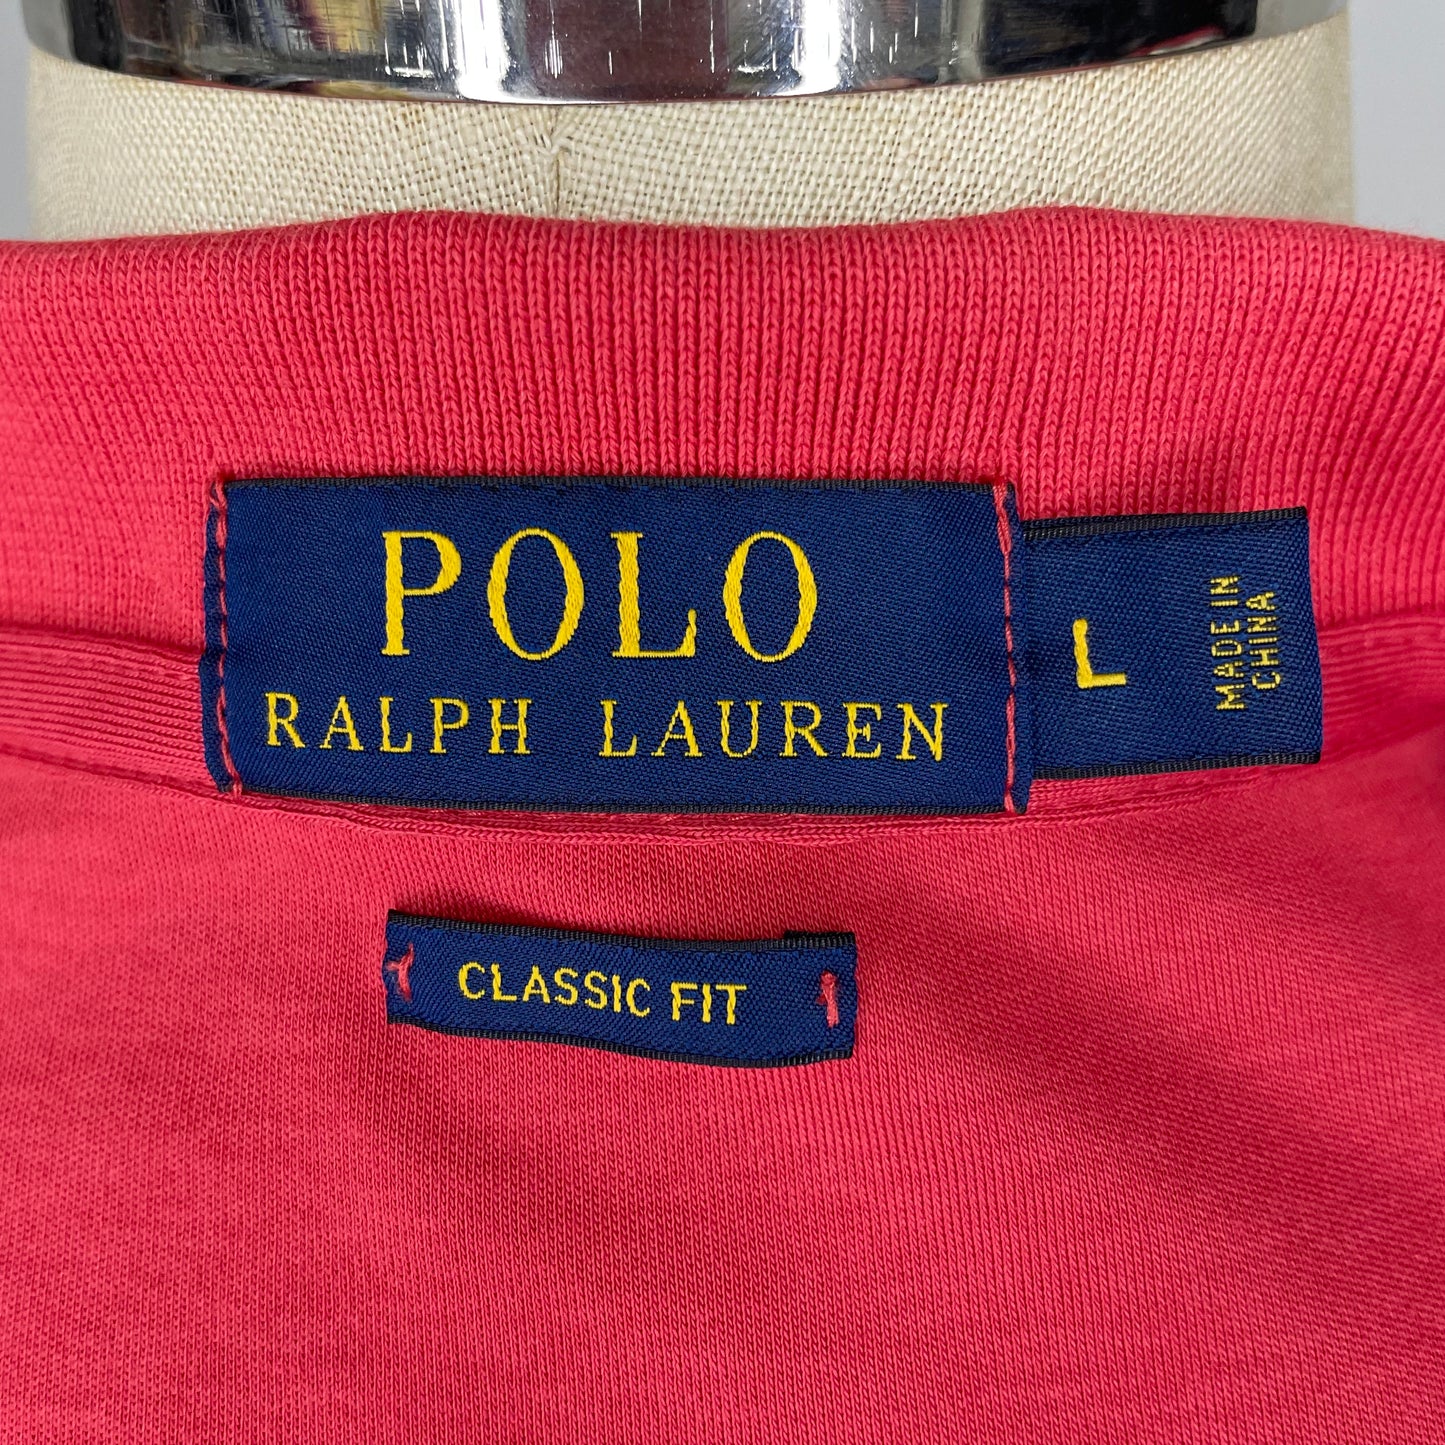 POLO
RALPH LAUREN
L
MADE IN
CHINA
CLASSIC FIT